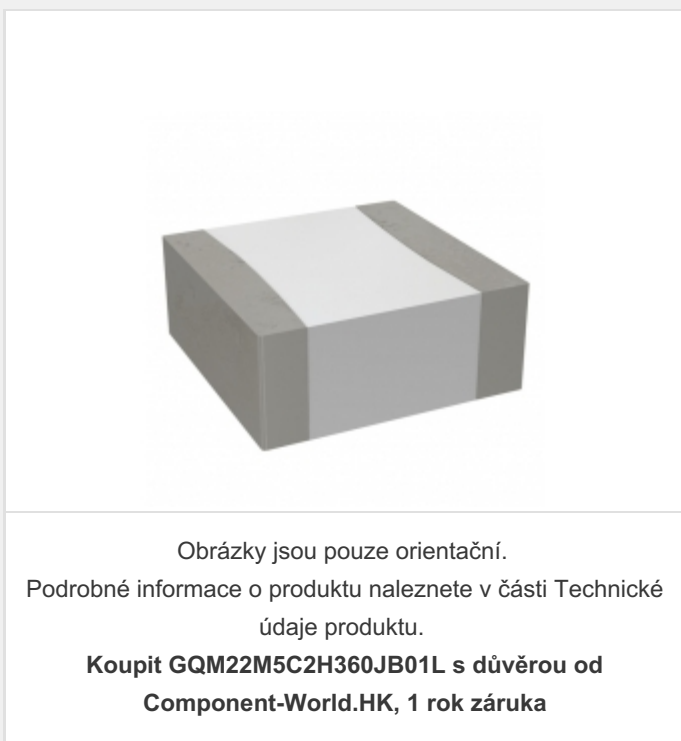 Obrázky jsou pouze orientační.
Podrobné informace o produktu naleznete v části Technické
údaje produktu.
Koupit GQM22M5C2H360JB01L s důvěrou od
Component-World.HK, 1 rok záruka